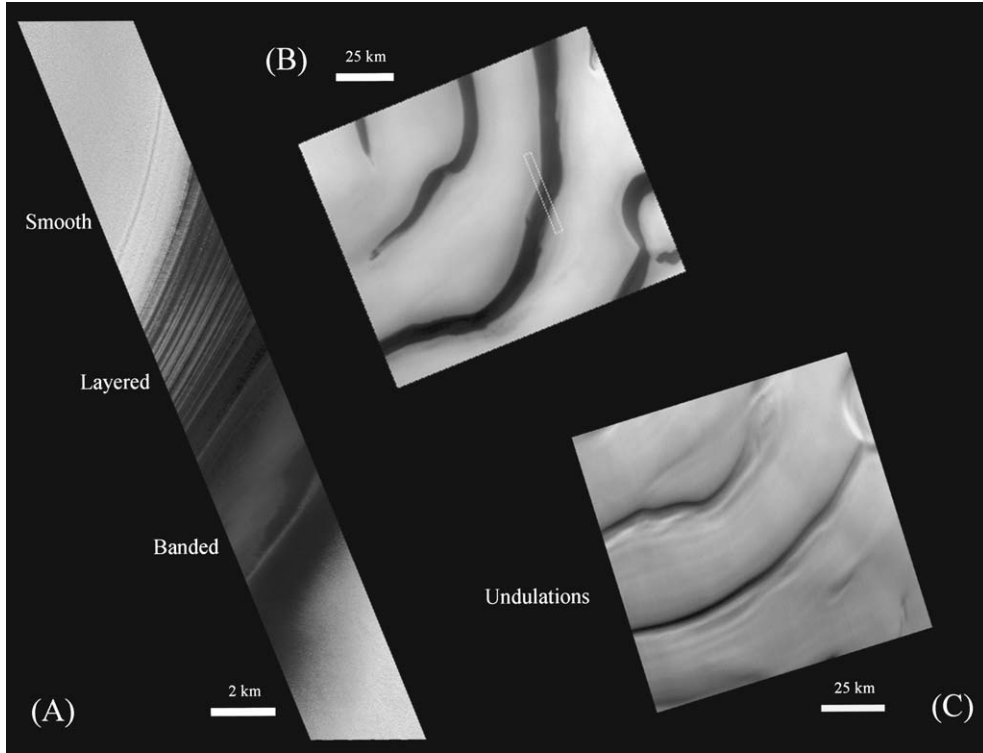 (B)
25 km
Smooth
Layered
Banded
Undulations
2 km
25 km
(A)
(C)